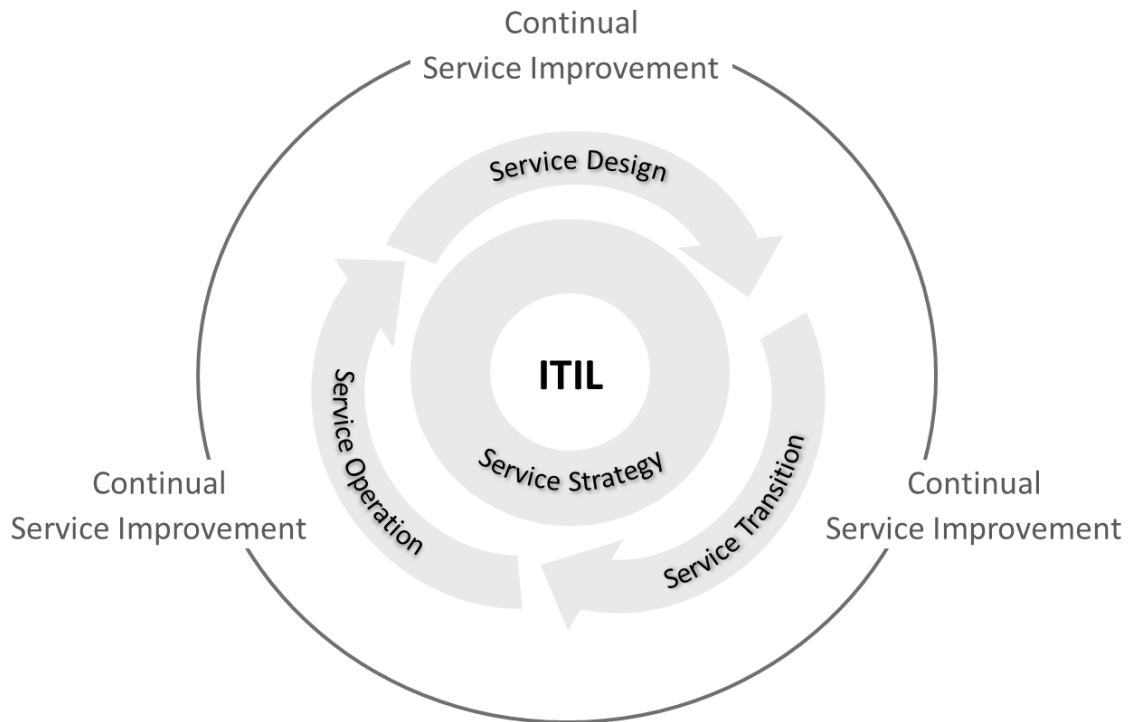 Continual
Service Improvement
Service Design
ITIL
Service Strategy
Service Operation
Service Transition
Continual
Service Improvement
Continual
Service Improvement